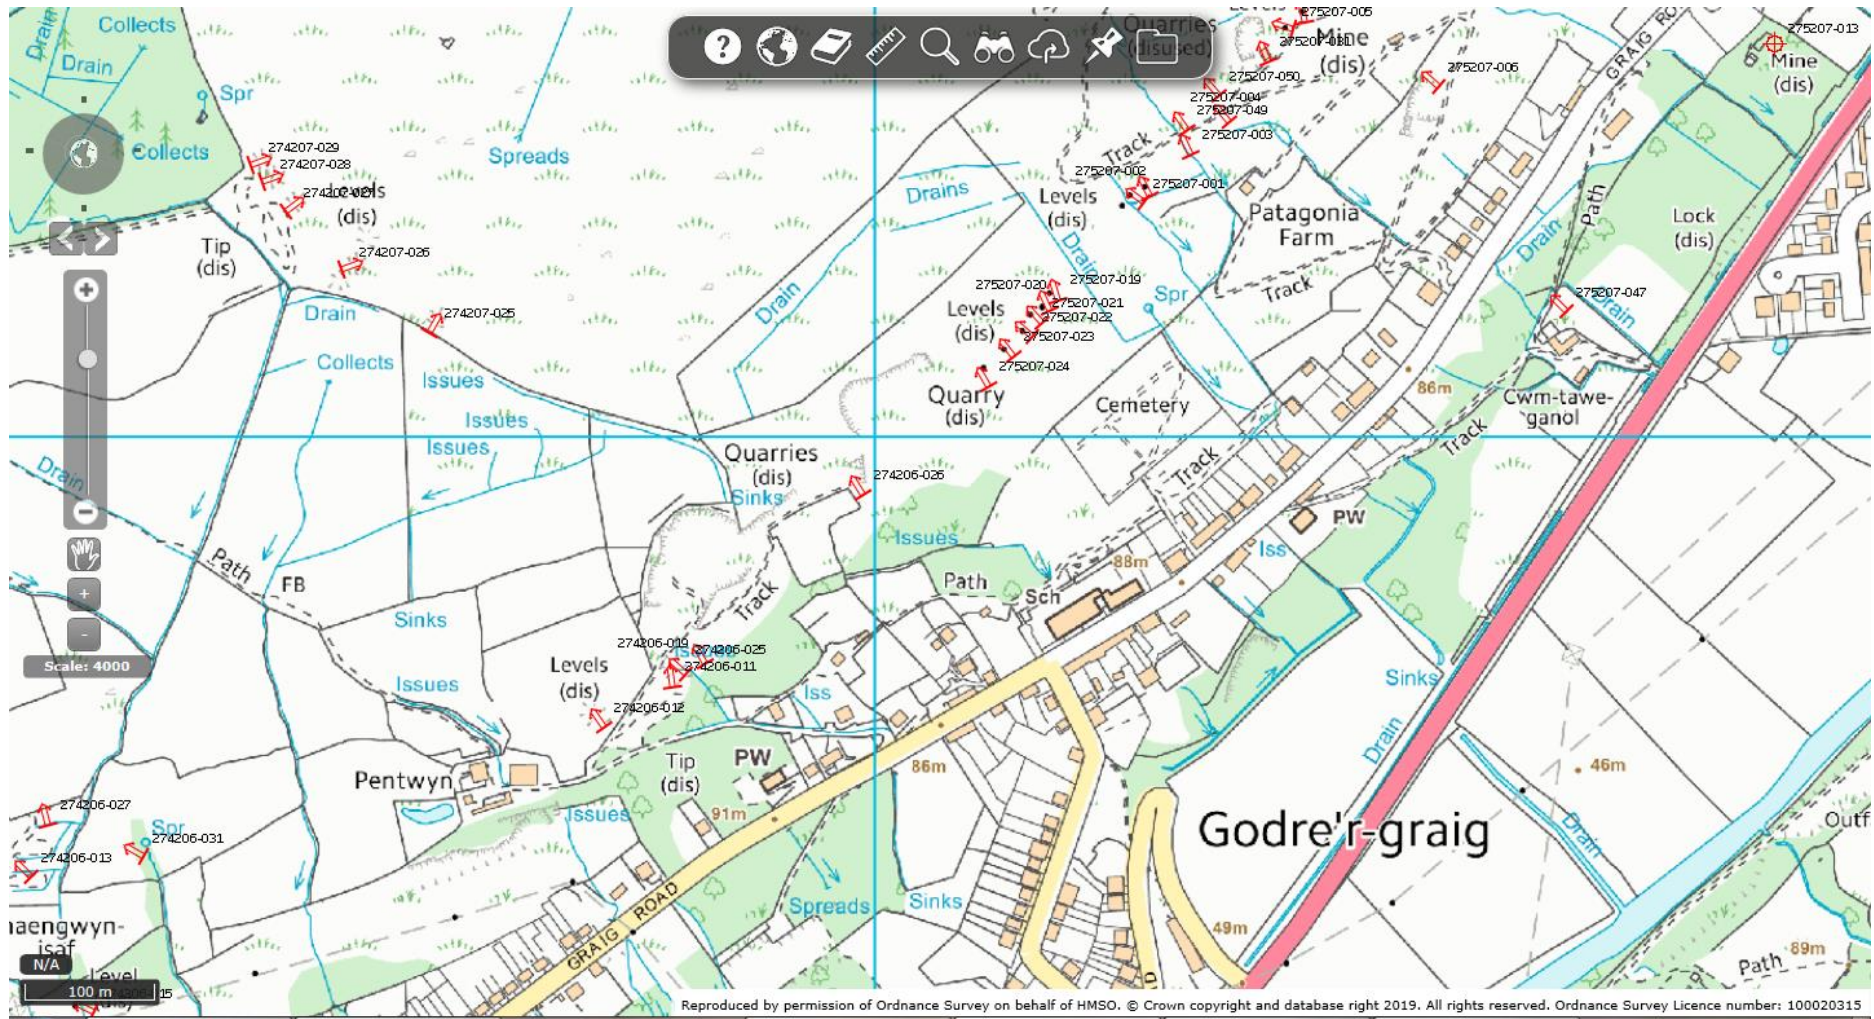 Collects
Drain
Drain
Spr
Collects
Spreads
Quarries
(disused)
Levels
275207-005
Mine
(dis)
275207-050
275207-004
275207-049
275207-003
275207-006
275207-013
Mine
(dis)
GRAIG
274207-029
274207-028
Levels
(dis)
Tip
(dis)
274207-026
274207-025
Drain
Collects
Drains
Drain
Track
275207-002
275207-001
Levels
(dis)
Drain
Patagonia
Farm
Track
Spr
275207-020
275207-019
275207-021
275207-022
275207-023
275207-024
Levels
(dis)
Quarry
(dis)
Cemetery
Path
Drain
Lock
(dis)
275207-047
Drain
86m
Cwm-tawe-
ganol
Track
Track
Issues
Issues
Issues
Quarries
(dis)
Sinks
274206-026
Issues
Drain
Path
FB
Sinks
Issues
Track
Path
Sch
88m
PW
Iss
Sinks
Levels
(dis)
274206-019
274206-025
274206-011
Issues
274206-012
Iss
Scale: 4000
Pentwyn
Tip
(dis)
PW
86m
91m
Issues
Spreads
Sinks
GRAIG ROAD
Godre'r-graig
Drain
46m
Drain
49m
Outf
Path
89m
274206-027
Spr
274206-031
274206-013
naengwyn-
isaf
Level
N/A
100 m
Reproduced by permission of Ordnance Survey on behalf of HMSO. © Crown copyright and database right 2019. All rights reserved. Ordnance Survey Licence number: 100020315